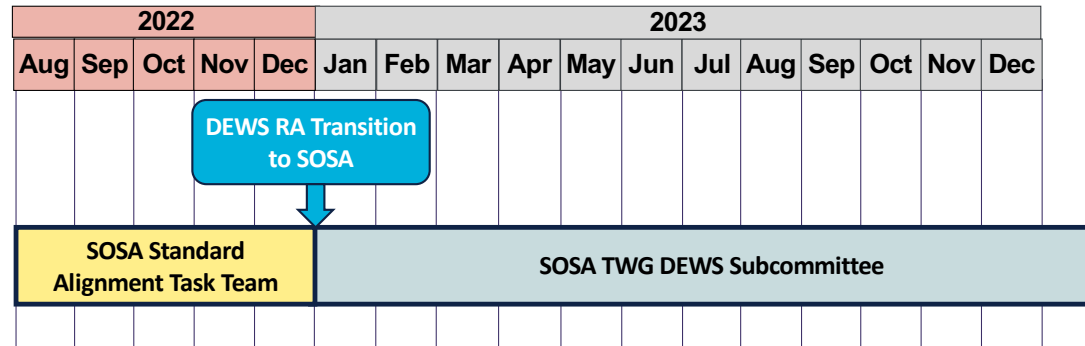 2022 2023
Aug Sep Oct Nov Dec Jan Feb Mar Apr May Jun Jul Aug Sep Oct Nov Dec
DEWS RA Transition
to SOSA
SOSA Standard
Alignment Task Team
SOSA TWG DEWS Subcommittee